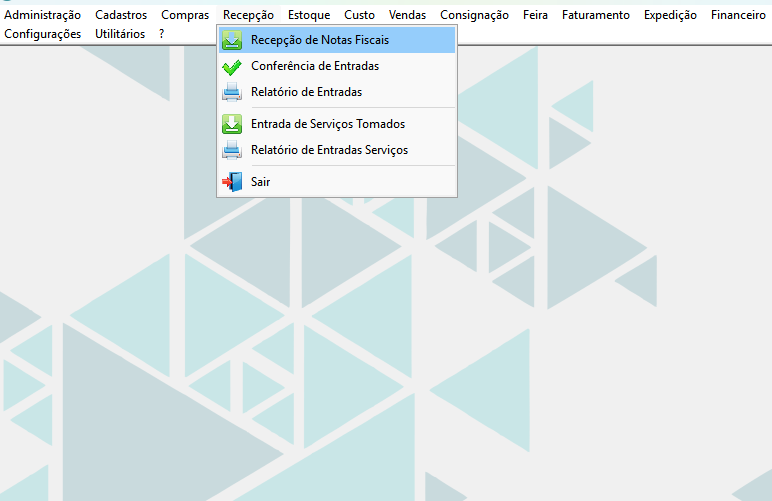 Administração Cadastros Compras Recepção Estoque Custo Vendas Consignação Feira Faturamento Expedição Financeiro
Configurações Utilitários ?
Recepção de Notas Fiscais
Conferência de Entradas
Relatório de Entradas
Entrada de Serviços Tomados
Relatório de Entradas Serviços
Sair